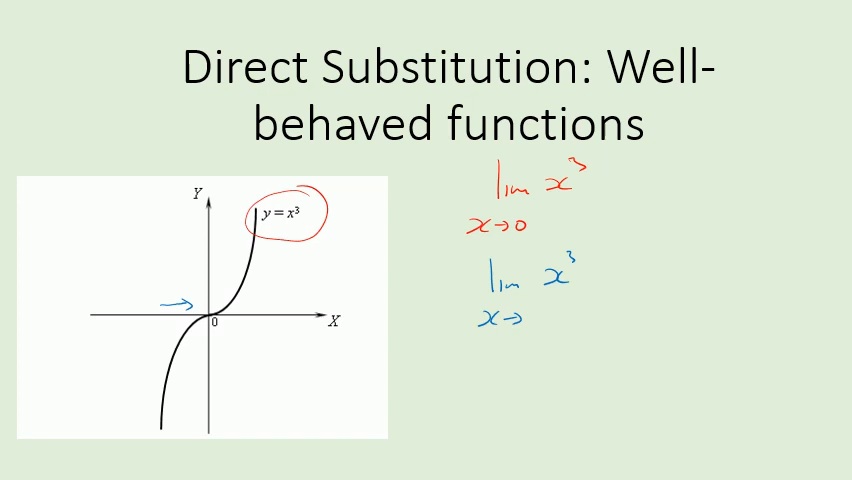 Direct Substitution: Well-
behaved functions
Y
y = x³
0
X
lim x³
x→0
lim x³
x→